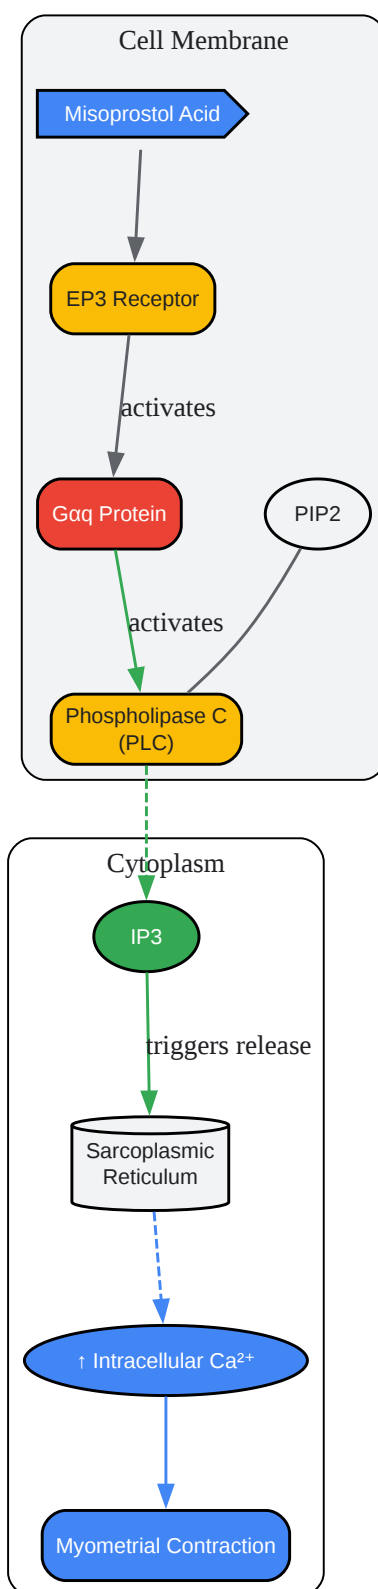 Cell Membrane
Misoprostol Acid
EP3 Receptor
activates
Gαq Protein
PIP2
activates
Phospholipase C
(PLC)
Cytoplasm
IP3
triggers release
Sarcoplasmic
Reticulum
↑ Intracellular Ca²⁺
Myometrial Contraction